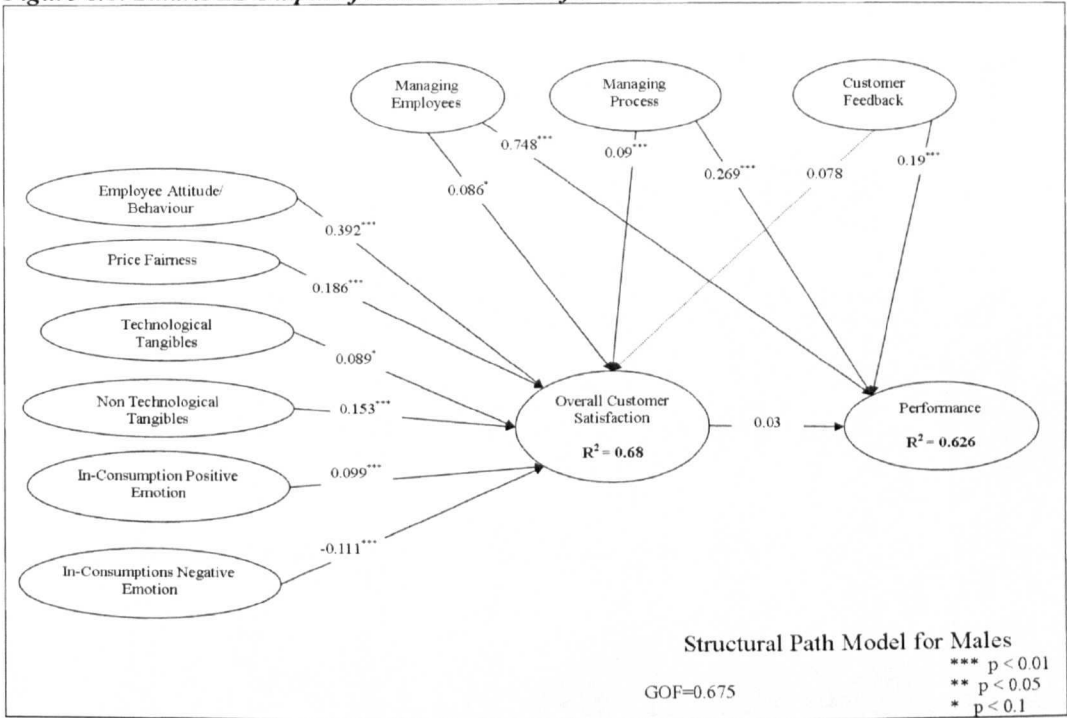 Managing
Employees
Managing
Process
Customer
Feedback
0.748***
0.09***
0.269***
0.078
0.19***
0.086*
Employee Attitude/
Behaviour
0.392***
Price Fairness
0.186***
Technological
Tangibles
0.089*
Non Technological
Tangibles
0.153***
Overall Customer
Satisfaction
R² = 0.68
0.03
Performance
R² = 0.626
In-Consumption Positive
Emotion
0.099***
-0.111***
In-Consumptions Negative
Emotion
Structural Path Model for Males
GOF=0.675
*** p < 0.01
** p < 0.05
* p < 0.1